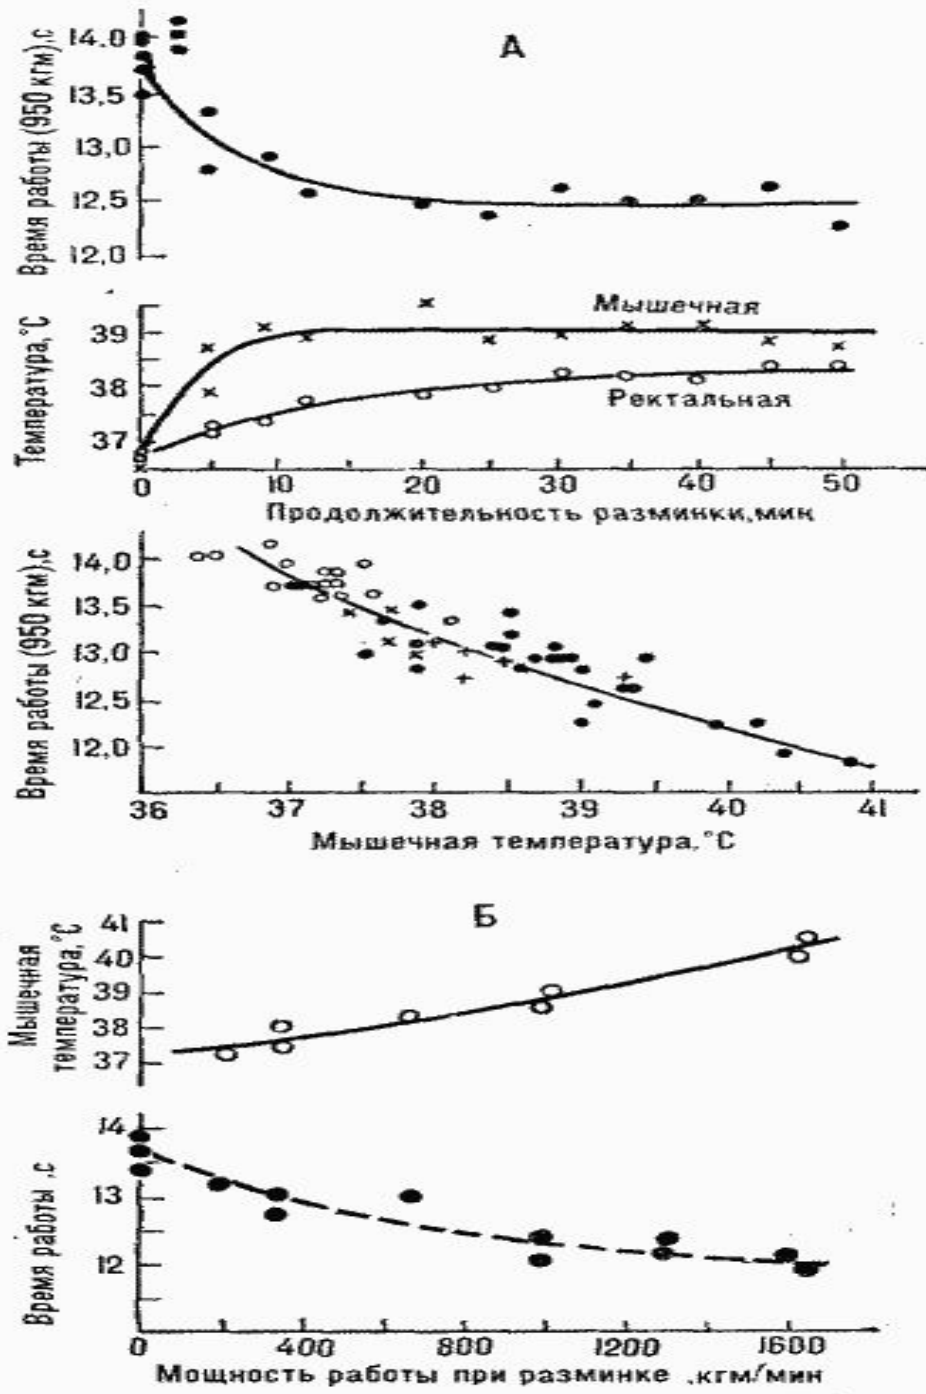 А
Время работы (950 кгм),с
14.0
13,5
13,0
12.5
12,0
Температура,°С
39
38
37
Мышечная
Ректальная
0 10 20 30 40 50
Продолжительность разминки,мин
Время работы (950 кгм),с
14,0
13,5
13,0
12,5
12,0
36 37 38 39 40 41
Мышечная температура,°С
Б
Мышечная
температура,°С
41
40
39
38
37
Время работы ,с
14
13
12
0 400 800 1200 1600
Мощность работы при разминке ,кгм/мин